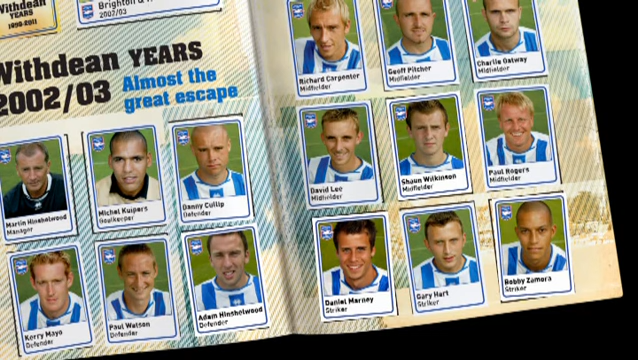 Withdean
YEARS
1999-2011
Brighton & H
2002/03
Withdean YEARS
2002/03
Almost the
great escape
Martin Hinshelwood
Manager
Michel Kuipers
Goalkeeper
Danny Cullip
Defender
Kerry Mayo
Defender
Paul Watson
Defender
Adam Hinshelwood
Defender
Richard Carpenter
Midfielder
Geoff Pitcher
Midfielder
Charlie Oatway
Midfielder
David Lee
Midfielder
Shaun Wilkinson
Midfielder
Paul Rogers
Midfielder
Daniel Marney
Striker
Gary Hart
Striker
Bobby Zamora
Striker